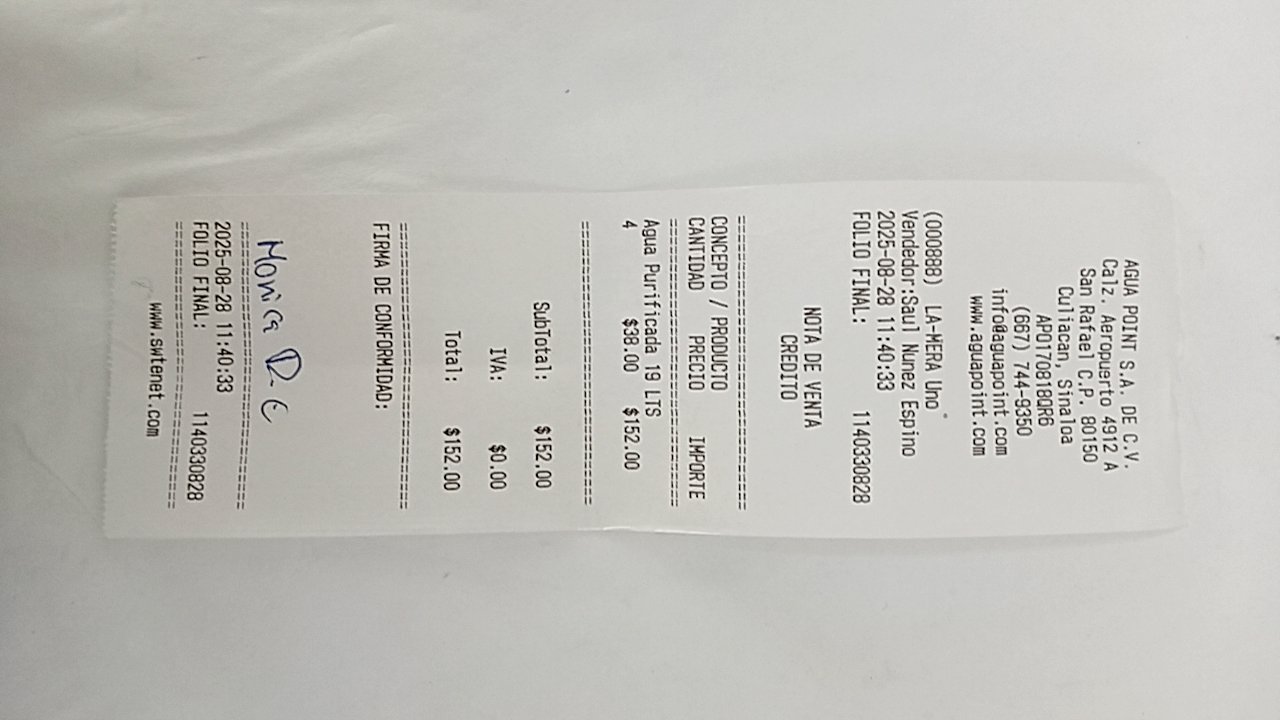 AGUA POINT S.A. DE C.V.
Calz. Aeropuerto 4912 A
San Rafael C.P. 80150
Culiacan, Sinaloa
APO170818QR6
(667) 744-9350
info@aguapoint.com
www.aguapoint.com
(000888) LA-MERA Uno
Vendedor:Saul Nunez Espino
2025-08-28 11:40:33
FOLIO FINAL: 1140330828
NOTA DE VENTA
CREDITO
==============================
CONCEPTO / PRODUCTO
CANTIDAD PRECIO IMPORTE
==============================
Agua Purificada 19 LTS
4 $38.00 $152.00
==============================
SubTotal: $152.00
IVA: $0.00
Total: $152.00
==============================
FIRMA DE CONFORMIDAD:
Monica D. C
==============================
2025-08-28 11:40:33
FOLIO FINAL: 1140330828
==============================
www.swtenet.com